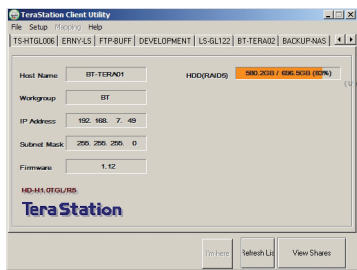 TeraStation Client Utility
File Setup Mapping Help
TS-HTGL006 ERNY-LS FTP-BUFF DEVELOPMENT LS-GL122 BT-TERA02 BACKUP-NAS
Host Name BT-TERA01 HDD(RAID5) 580.2GB / 696.5GB (83%)
Workgroup BT
IP Address 192. 168. 7. 49
Subnet Mask 255. 255. 255. 0
Firmware 1.12
HD-H1.0TGL/R5
TeraStation
I'm here Refresh Lis View Shares